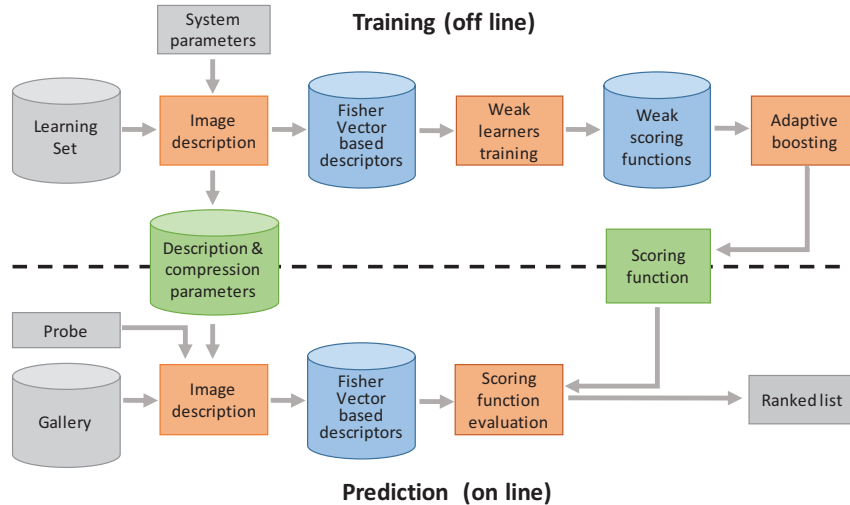 System
parameters
Training (off line)
Learning
Set
Image
description
Fisher
Vector
based
descriptors
Weak
learners
training
Weak
scoring
functions
Adaptive
boosting
Description &
compression
parameters
Scoring
function
Probe
Gallery
Image
description
Fisher
Vector
based
descriptors
Scoring
function
evaluation
Ranked list
Prediction (on line)